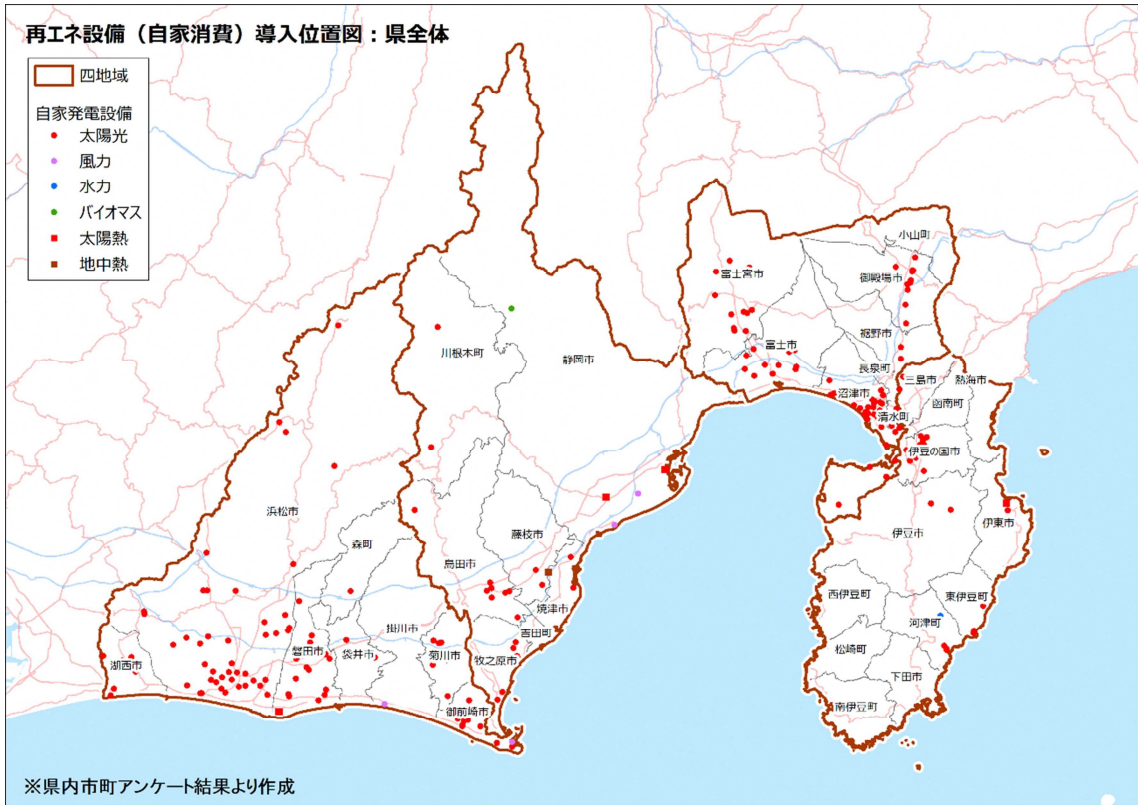 再エネ設備（自家消費）導入位置図：県全体
四地域
自家発電設備
太陽光
風力
水力
バイオマス
太陽熱
地中熱
小山町
富士宮市
御殿場市
裾野市
富士市
川根本町
静岡市
長泉町
三島市
熱海市
沼津市
函南町
清水町
伊豆の国市
浜松市
伊東市
藤枝市
伊豆市
森町
島田市
西伊豆町
東伊豆町
焼津市
河津町
掛川市
吉田町
松崎町
磐田市
袋井市
菊川市
牧之原市
湖西市
下田市
南伊豆町
御前崎市
※県内市町アンケート結果より作成